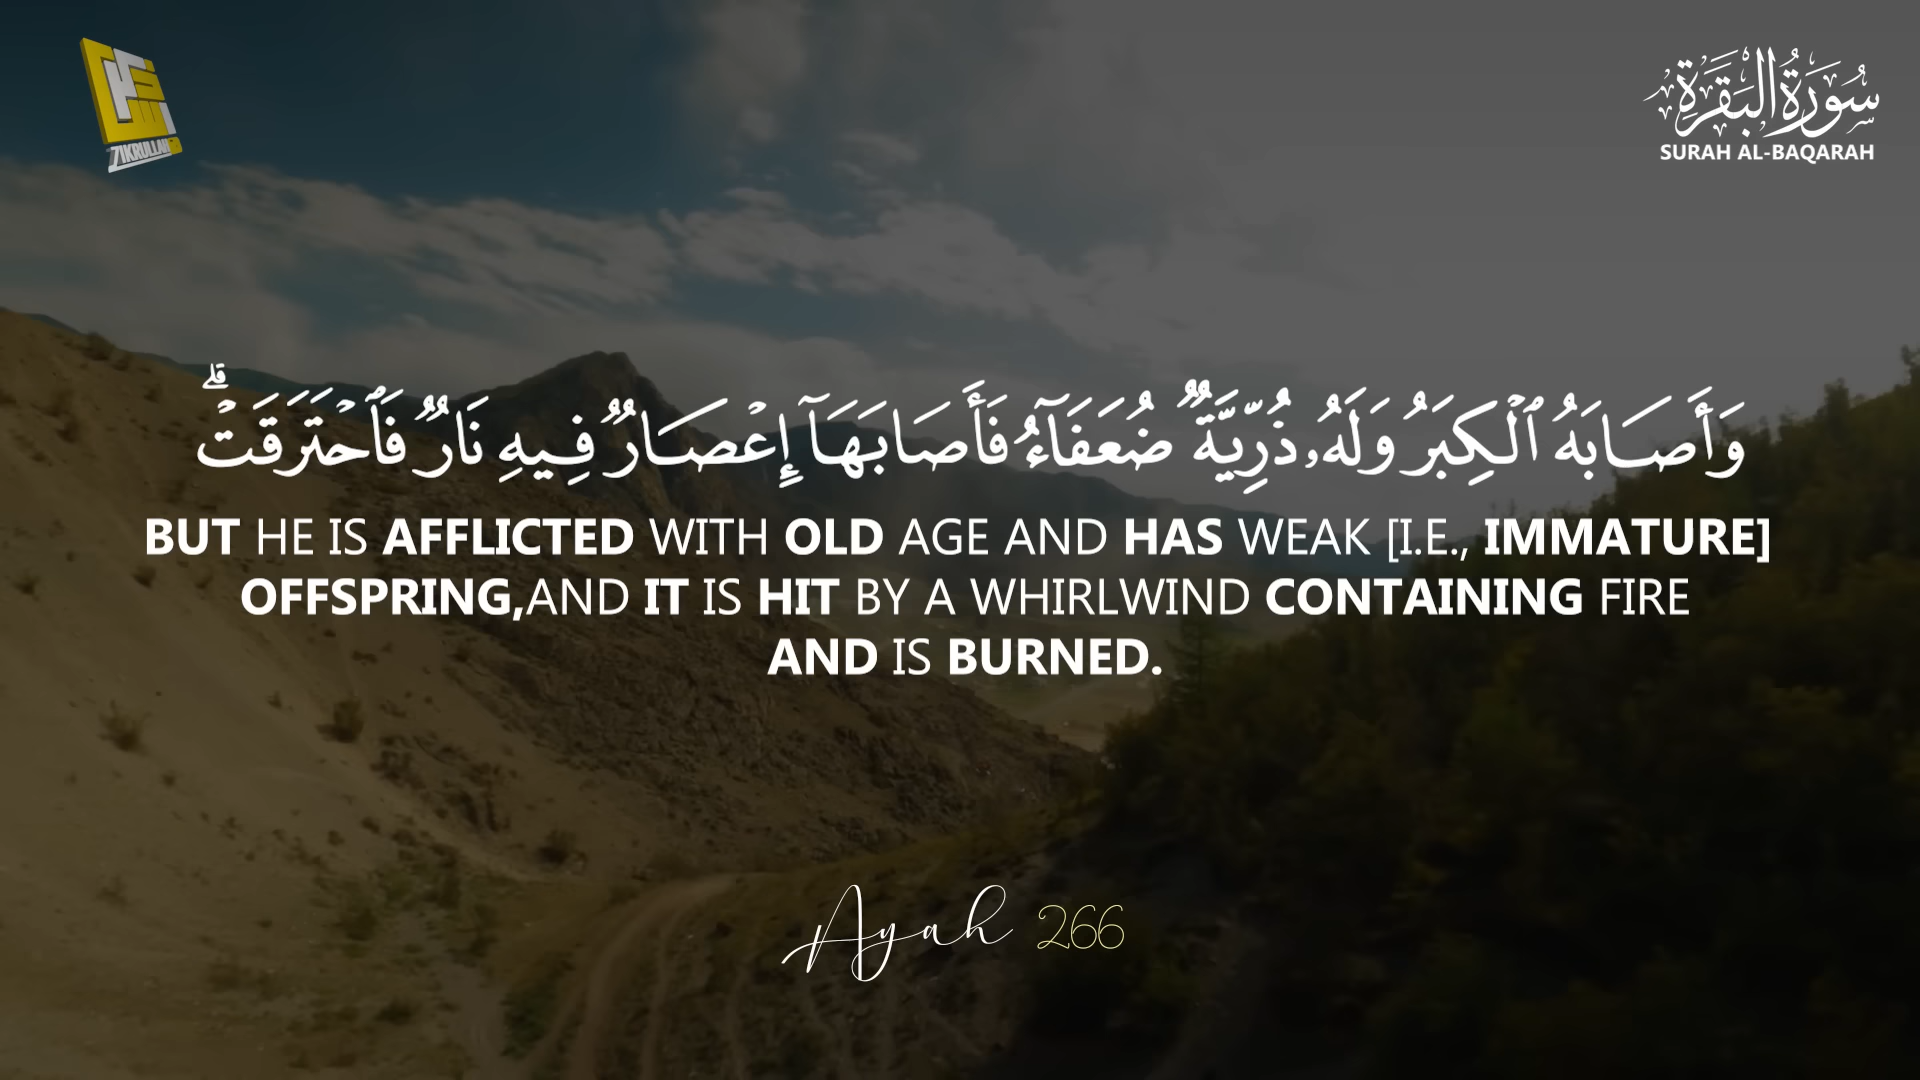 ZIKRULLAH
سُورَةُ البَقَرَةِ
SURAH AL-BAQARAH
وَأَصَابَهُ ٱلْكِبَرُ وَلَهُۥ ذُرِّيَّةٌ ضُعَفَآءُ فَأَصَابَهَآ إِعْصَارٌ فِيهِ نَارٌ فَٱحْتَرَقَتْ ۗ
BUT HE IS AFFLICTED WITH OLD AGE AND HAS WEAK [I.E., IMMATURE]
OFFSPRING,AND IT IS HIT BY A WHIRLWIND CONTAINING FIRE
AND IS BURNED.
Ayah 266